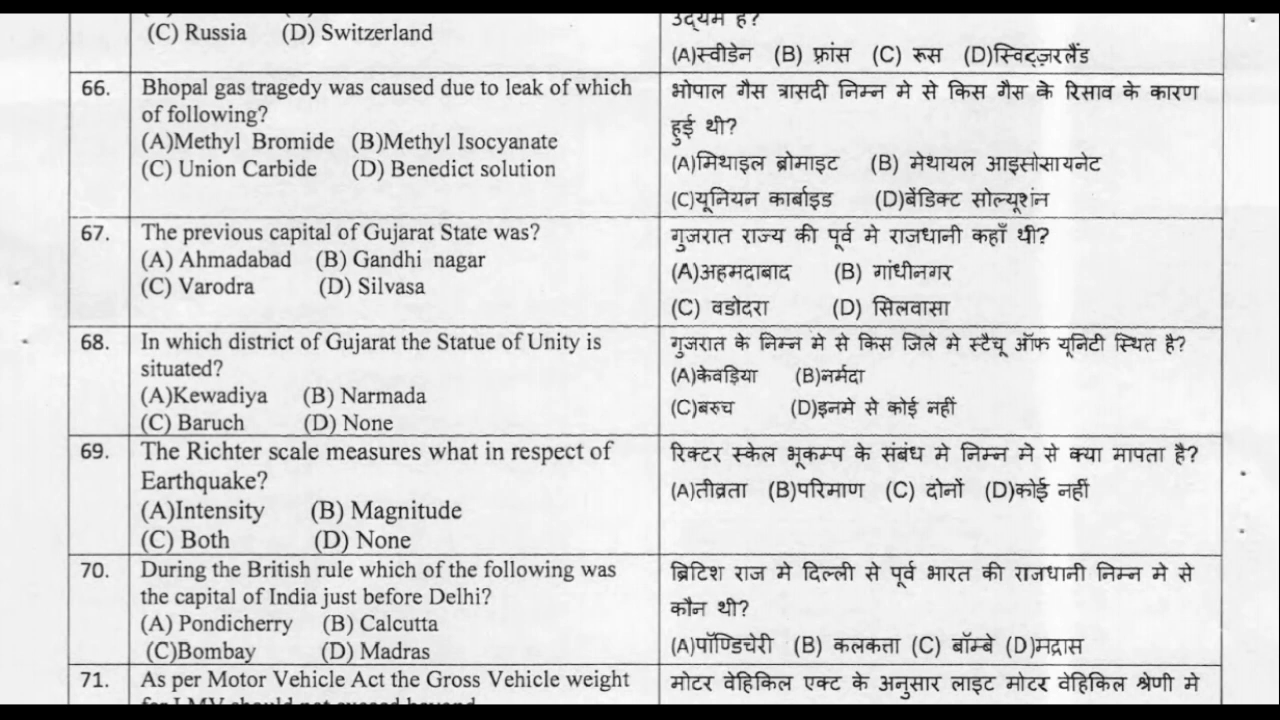 (C) Russia (D) Switzerland
उद्यम है?
(A)स्वीडेन (B) फ्रांस (C) रूस (D)स्विट्ज़रलैंड
66. Bhopal gas tragedy was caused due to leak of which
of following?
(A)Methyl Bromide (B)Methyl Isocyanate
(C) Union Carbide (D) Benedict solution
भोपाल गैस त्रासदी निम्न मे से किस गैस के रिसाव के कारण
हुई थी?
(A)मिथाइल ब्रोमाइट (B) मेथायल आइसोसायनेट
(C)यूनियन कार्बाइड (D)बेंडिक्ट सोल्यूशंन
67. The previous capital of Gujarat State was?
(A) Ahmadabad (B) Gandhi nagar
(C) Varodra (D) Silvasa
गुजरात राज्य की पूर्व मे राजधानी कहाँ थी?
(A)अहमदाबाद (B) गांधीनगर
(C) वडोदरा (D) सिलवासा
68. In which district of Gujarat the Statue of Unity is
situated?
(A)Kewadiya (B) Narmada
(C) Baruch (D) None
गुजरात के निम्न मे से किस जिले मे स्टैचू ऑफ यूनिटी स्थित है?
(A)केवड़िया (B)नर्मदा
(C)बरुच (D)इनमे से कोई नहीं
69. The Richter scale measures what in respect of
Earthquake?
(A)Intensity (B) Magnitude
(C) Both (D) None
रिक्टर स्केल भूकम्प के संबंध मे निम्न मे से क्या मापता है?
(A)तीव्रता (B)परिमाण (C) दोनों (D)कोई नहीं
70. During the British rule which of the following was
the capital of India just before Delhi?
(A) Pondicherry (B) Calcutta
(C)Bombay (D) Madras
ब्रिटिश राज मे दिल्ली से पूर्व भारत की राजधानी निम्न मे से
कौन थी?
(A)पॉण्डिचेरी (B) कलकत्ता (C) बॉम्बे (D)मद्रास
71. As per Motor Vehicle Act the Gross Vehicle weight
for LMV should not exceed beyond
मोटर वेहिकिल एक्ट के अनुसार लाइट मोटर वेहिकिल श्रेणी मे